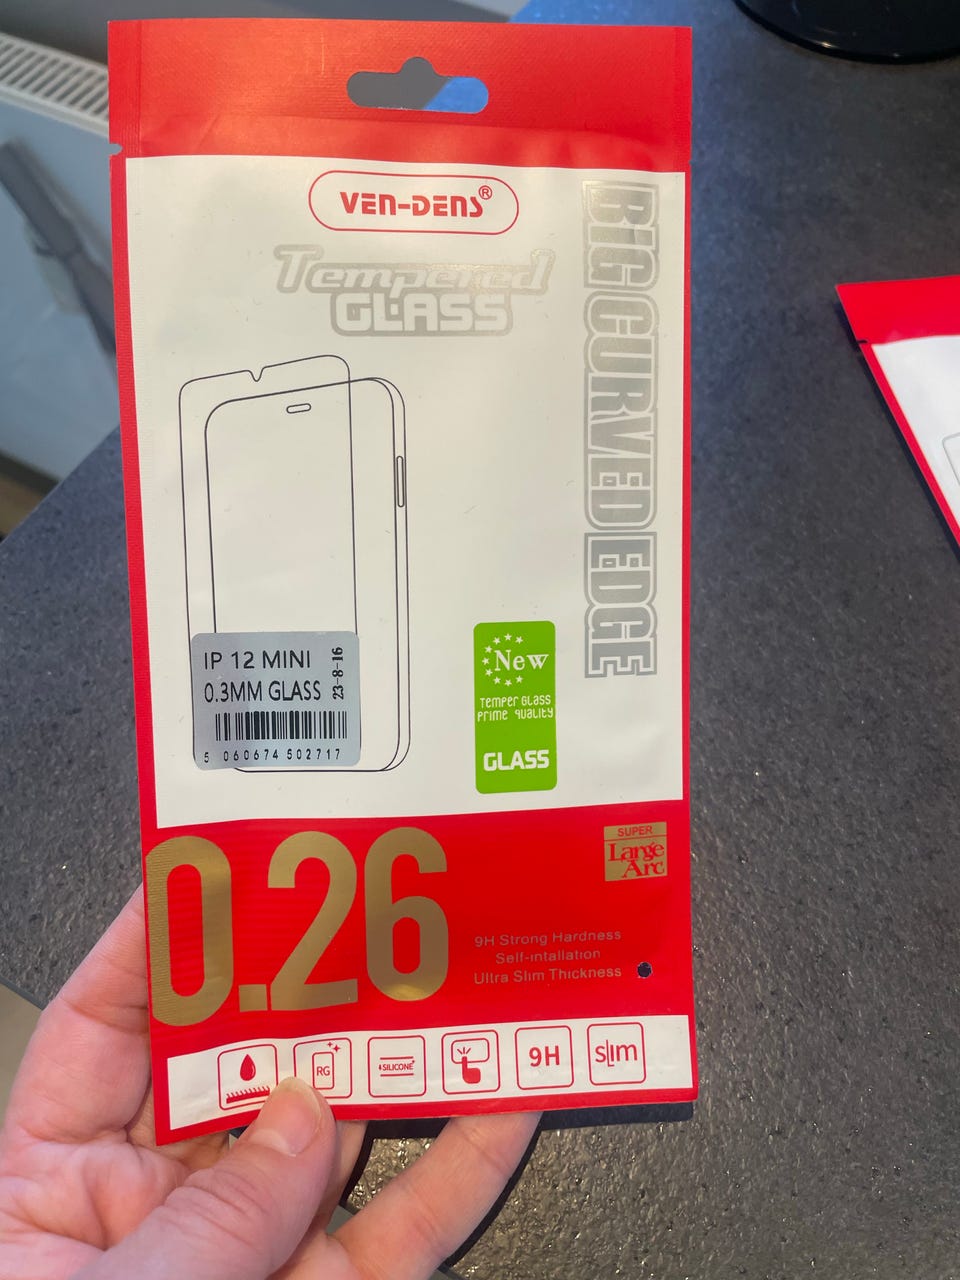 VEN-DENS®
Tempered
GLASS
BIG CURVED EDGE
IP 12 MINI
0.3MM GLASS
23-8-16
5 060674 502717
New
Temper Glass
Prime Quality
GLASS
0.26
SUPER
Large
Arc
9H Strong Hardness
Self-intallation
Ultra Slim Thickness
RG
SILICONE
9H
slim